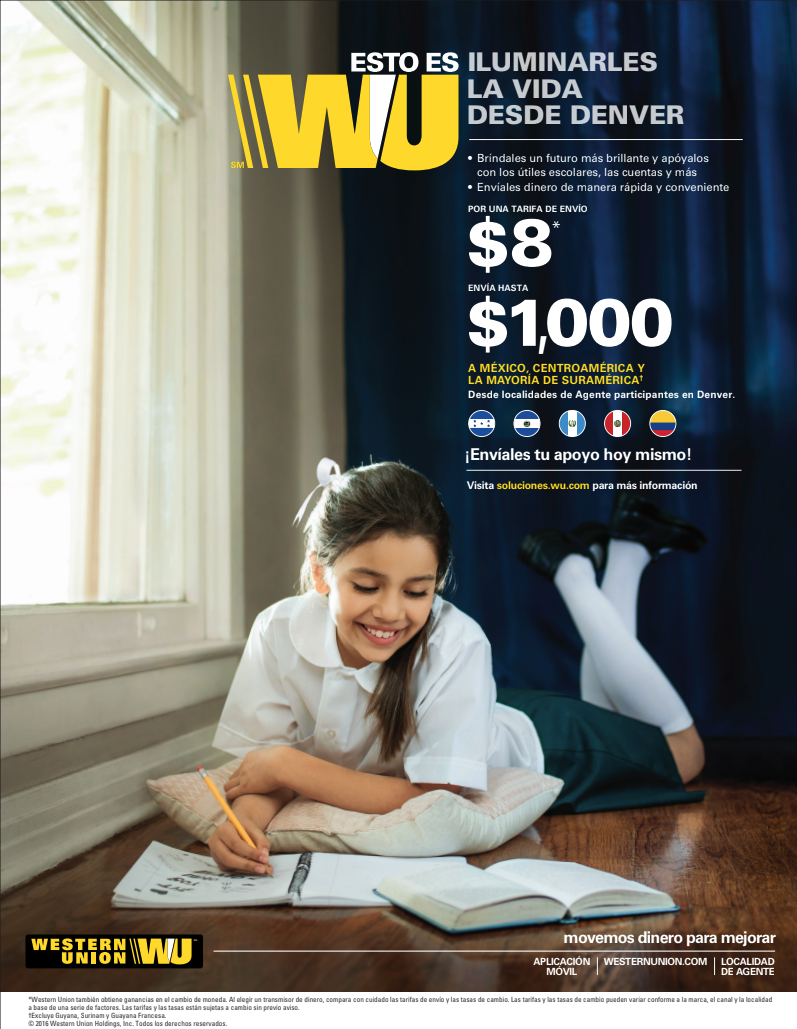 ESTO ES
WU
SM
ILUMINARLES
LA VIDA
DESDE DENVER
• Bríndales un futuro más brillante y apóyalos
con los útiles escolares, las cuentas y más
• Envíales dinero de manera rápida y conveniente
POR UNA TARIFA DE ENVÍO
$8*
ENVÍA HASTA
$1,000
A MÉXICO, CENTROAMÉRICA Y
LA MAYORÍA DE SURAMÉRICA†
Desde localidades de Agente participantes en Denver.
¡Envíales tu apoyo hoy mismo!
Visita soluciones.wu.com para más información
movemos dinero para mejorar
WESTERN
UNION WU
APLICACIÓN
MÓVIL
WESTERNUNION.COM
LOCALIDAD
DE AGENTE
*Western Union también obtiene ganancias en el cambio de moneda. Al elegir un transmisor de dinero, compara con cuidado las tarifas de envío y las tasas de cambio. Las tarifas y las tasas de cambio pueden variar conforme a la marca, el canal y la localidad
a base de una serie de factores. Las tarifas y las tasas están sujetas a cambio sin previo aviso.
†Excluye Guyana, Surinam y Guayana Francesa.
© 2016 Western Union Holdings, Inc. Todos los derechos reservados.